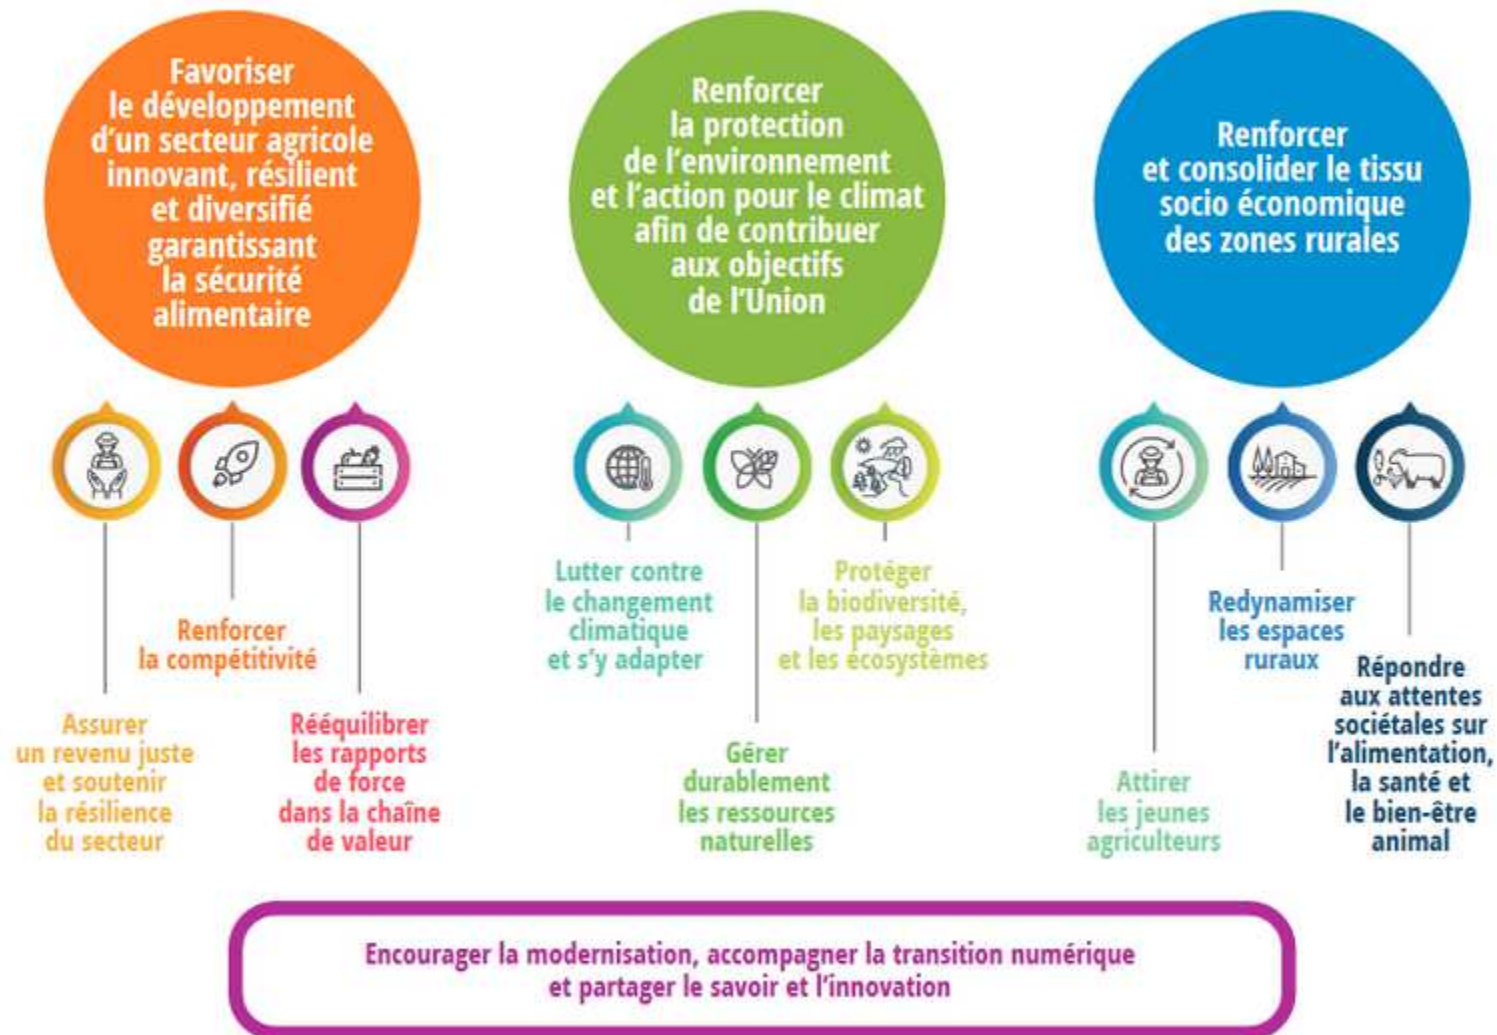 Favoriser
le développement
d'un secteur agricole
innovant, résilient
et diversifié
garantissant
la sécurité
alimentaire
Renforcer
la protection
de l'environnement
et l'action pour le climat
afin de contribuer
aux objectifs
de l'Union
Renforcer
et consolider le tissu
socio économique
des zones rurales
Assurer
un revenu juste
et soutenir
la résilience
du secteur
Renforcer
la compétitivité
Rééquilibrer
les rapports
de force
dans la chaîne
de valeur
Lutter contre
le changement
climatique
et s'y adapter
Gérer
durablement
les ressources
naturelles
Protéger
la biodiversité,
les paysages
et les écosystèmes
Attirer
les jeunes
agriculteurs
Redynamiser
les espaces
ruraux
Répondre
aux attentes
sociétales sur
l'alimentation,
la santé et
le bien-être
animal
Encourager la modernisation, accompagner la transition numérique
et partager le savoir et l'innovation